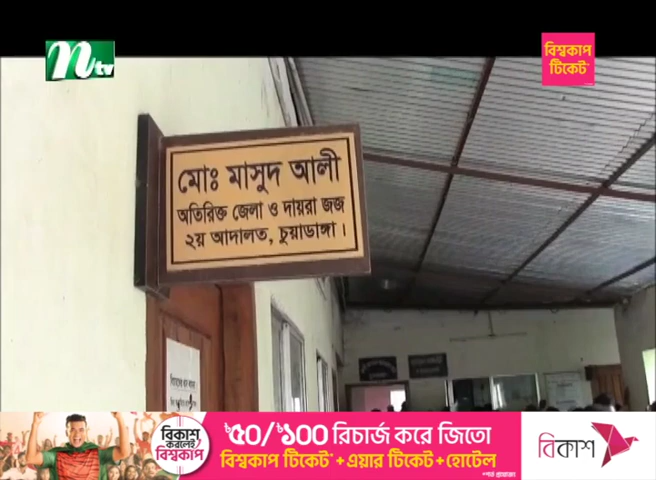 ntv
বিশ্বকাপ
টিকেট*
মোঃ মাসুদ আলী
অতিরিক্ত জেলা ও দায়রা জজ
২য় আদালত, চুয়াডাঙ্গা।
বিকাশ
করলেই
বিশ্বকাপ
৳৫০/৳১০০ রিচার্জ করে জিতো
বিশ্বকাপ টিকেট*+এয়ার টিকেট+হোটেল
বিকাশ